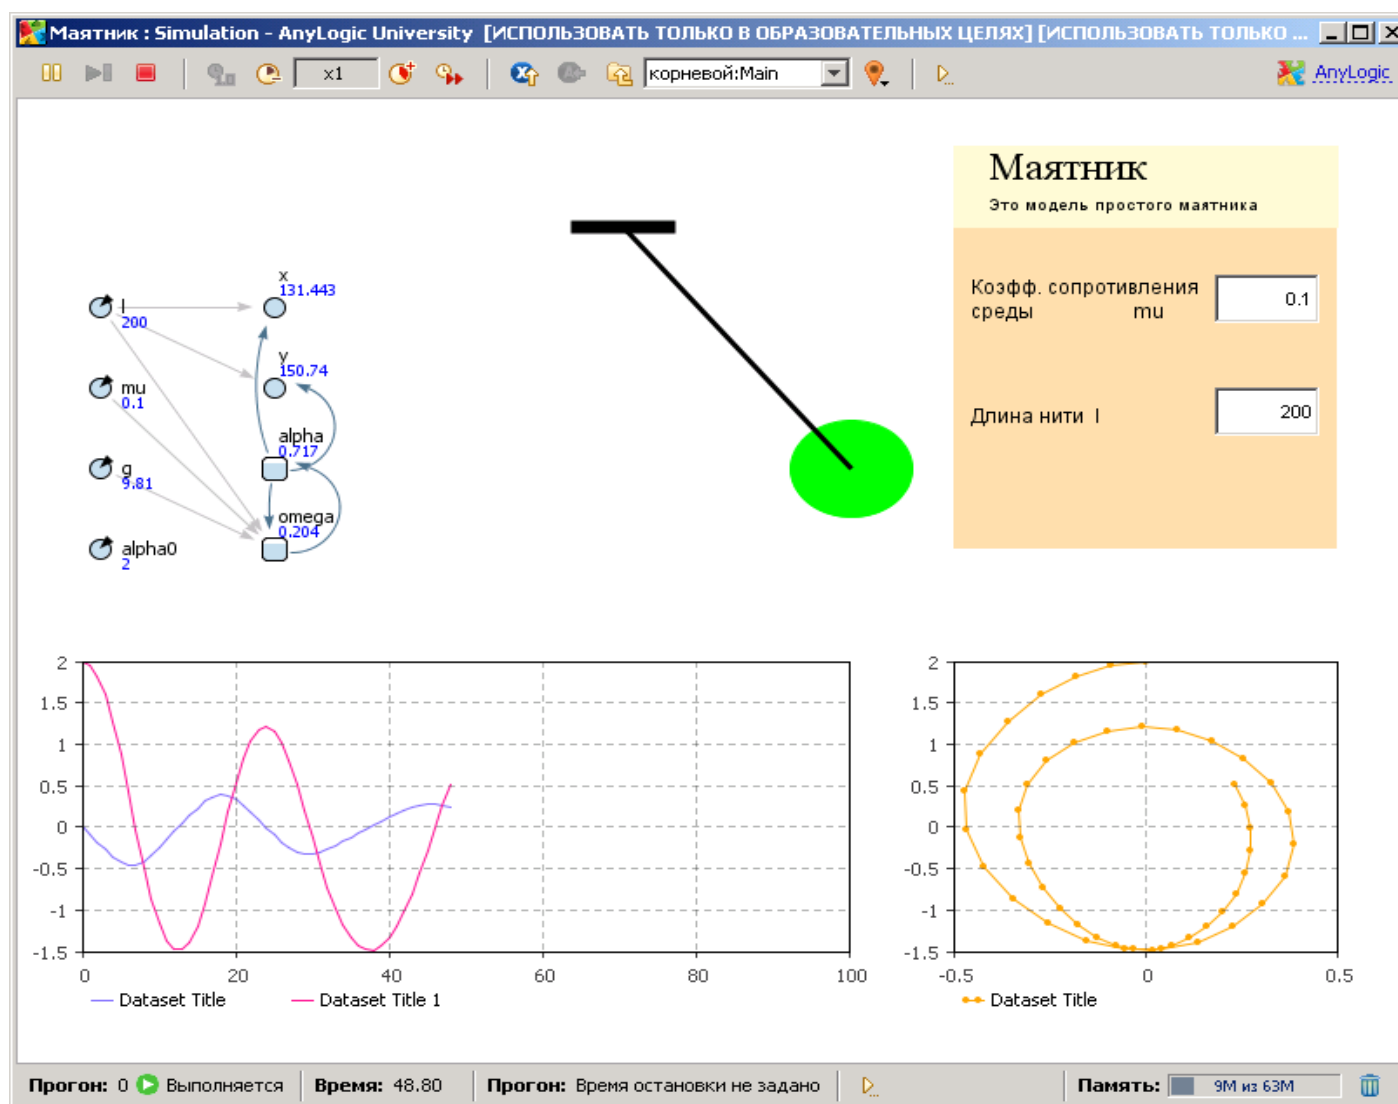 Маятник : Simulation - AnyLogic University [ИСПОЛЬЗОВАТЬ ТОЛЬКО В ОБРАЗОВАТЕЛЬНЫХ ЦЕЛЯХ] [ИСПОЛЬЗОВАТЬ ТОЛЬКО ...
x1
корневой:Main
AnyLogic
Маятник
Это модель простого маятника
Коэфф. сопротивления
среды mu
0.1
Длина нити l
200
l
200
x
131.443
mu
0.1
y
150.74
g
9.81
alpha
0.717
alpha0
2
omega
0.204
2
1.5
1
0.5
0
-0.5
-1
-1.5
0 20 40 60 80 100
Dataset Title Dataset Title 1
2
1.5
1
0.5
0
-0.5
-1
-1.5
-0.5 0 0.5
Dataset Title
Прогон: 0 Выполняется Время: 48.80 Прогон: Время остановки не задано Память: 9M из 63M